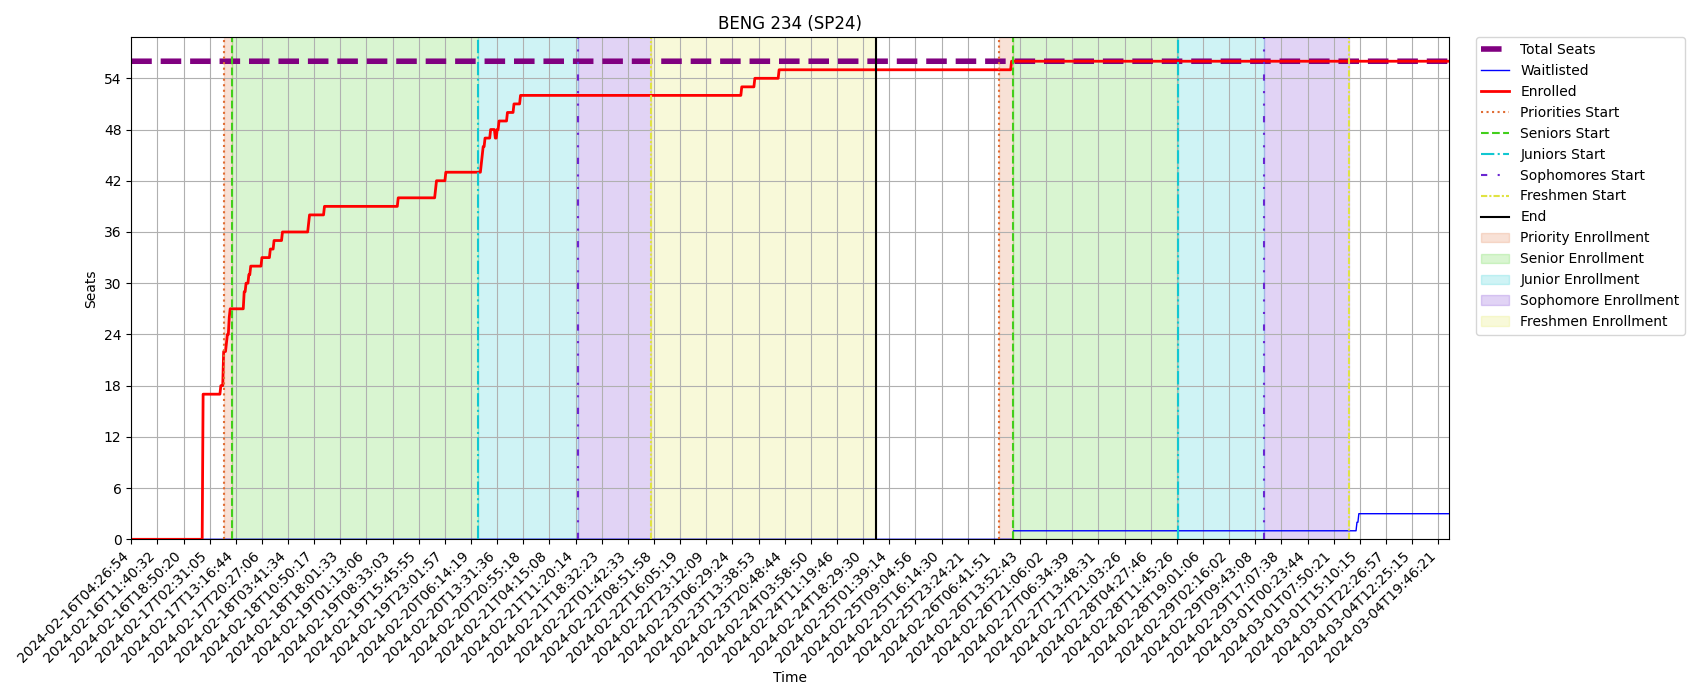 BENG 234 (SP24)
Seats
54
48
42
36
30
24
18
12
6
0
2024-02-16T04:26:54
2024-02-16T11:40:32
2024-02-16T18:50:20
2024-02-17T02:31:05
2024-02-17T13:16:44
2024-02-17T20:27:06
2024-02-18T03:41:34
2024-02-18T10:50:17
2024-02-18T18:01:33
2024-02-19T01:13:06
2024-02-19T08:33:03
2024-02-19T15:45:55
2024-02-19T23:01:57
2024-02-20T06:14:19
2024-02-20T13:31:36
2024-02-20T20:55:18
2024-02-21T04:15:08
2024-02-21T11:20:14
2024-02-21T18:32:23
2024-02-22T01:42:33
2024-02-22T08:51:58
2024-02-22T16:05:19
2024-02-22T23:12:09
2024-02-23T06:29:24
2024-02-23T13:38:53
2024-02-23T20:48:44
2024-02-24T03:58:50
2024-02-24T11:19:46
2024-02-24T18:29:30
2024-02-25T01:39:14
2024-02-25T09:04:56
2024-02-25T16:14:30
2024-02-25T23:24:21
2024-02-26T06:41:51
2024-02-26T13:52:43
2024-02-26T21:06:02
2024-02-27T06:34:39
2024-02-27T13:48:31
2024-02-27T21:03:26
2024-02-28T04:27:46
2024-02-28T11:45:26
2024-02-28T19:01:06
2024-02-29T02:16:02
2024-02-29T09:43:08
2024-02-29T17:07:38
2024-03-01T00:23:44
2024-03-01T07:50:21
2024-03-01T15:10:15
2024-03-01T22:26:57
2024-03-04T12:25:15
2024-03-04T19:46:21
Time
Total Seats
Waitlisted
Enrolled
Priorities Start
Seniors Start
Juniors Start
Sophomores Start
Freshmen Start
End
Priority Enrollment
Senior Enrollment
Junior Enrollment
Sophomore Enrollment
Freshmen Enrollment